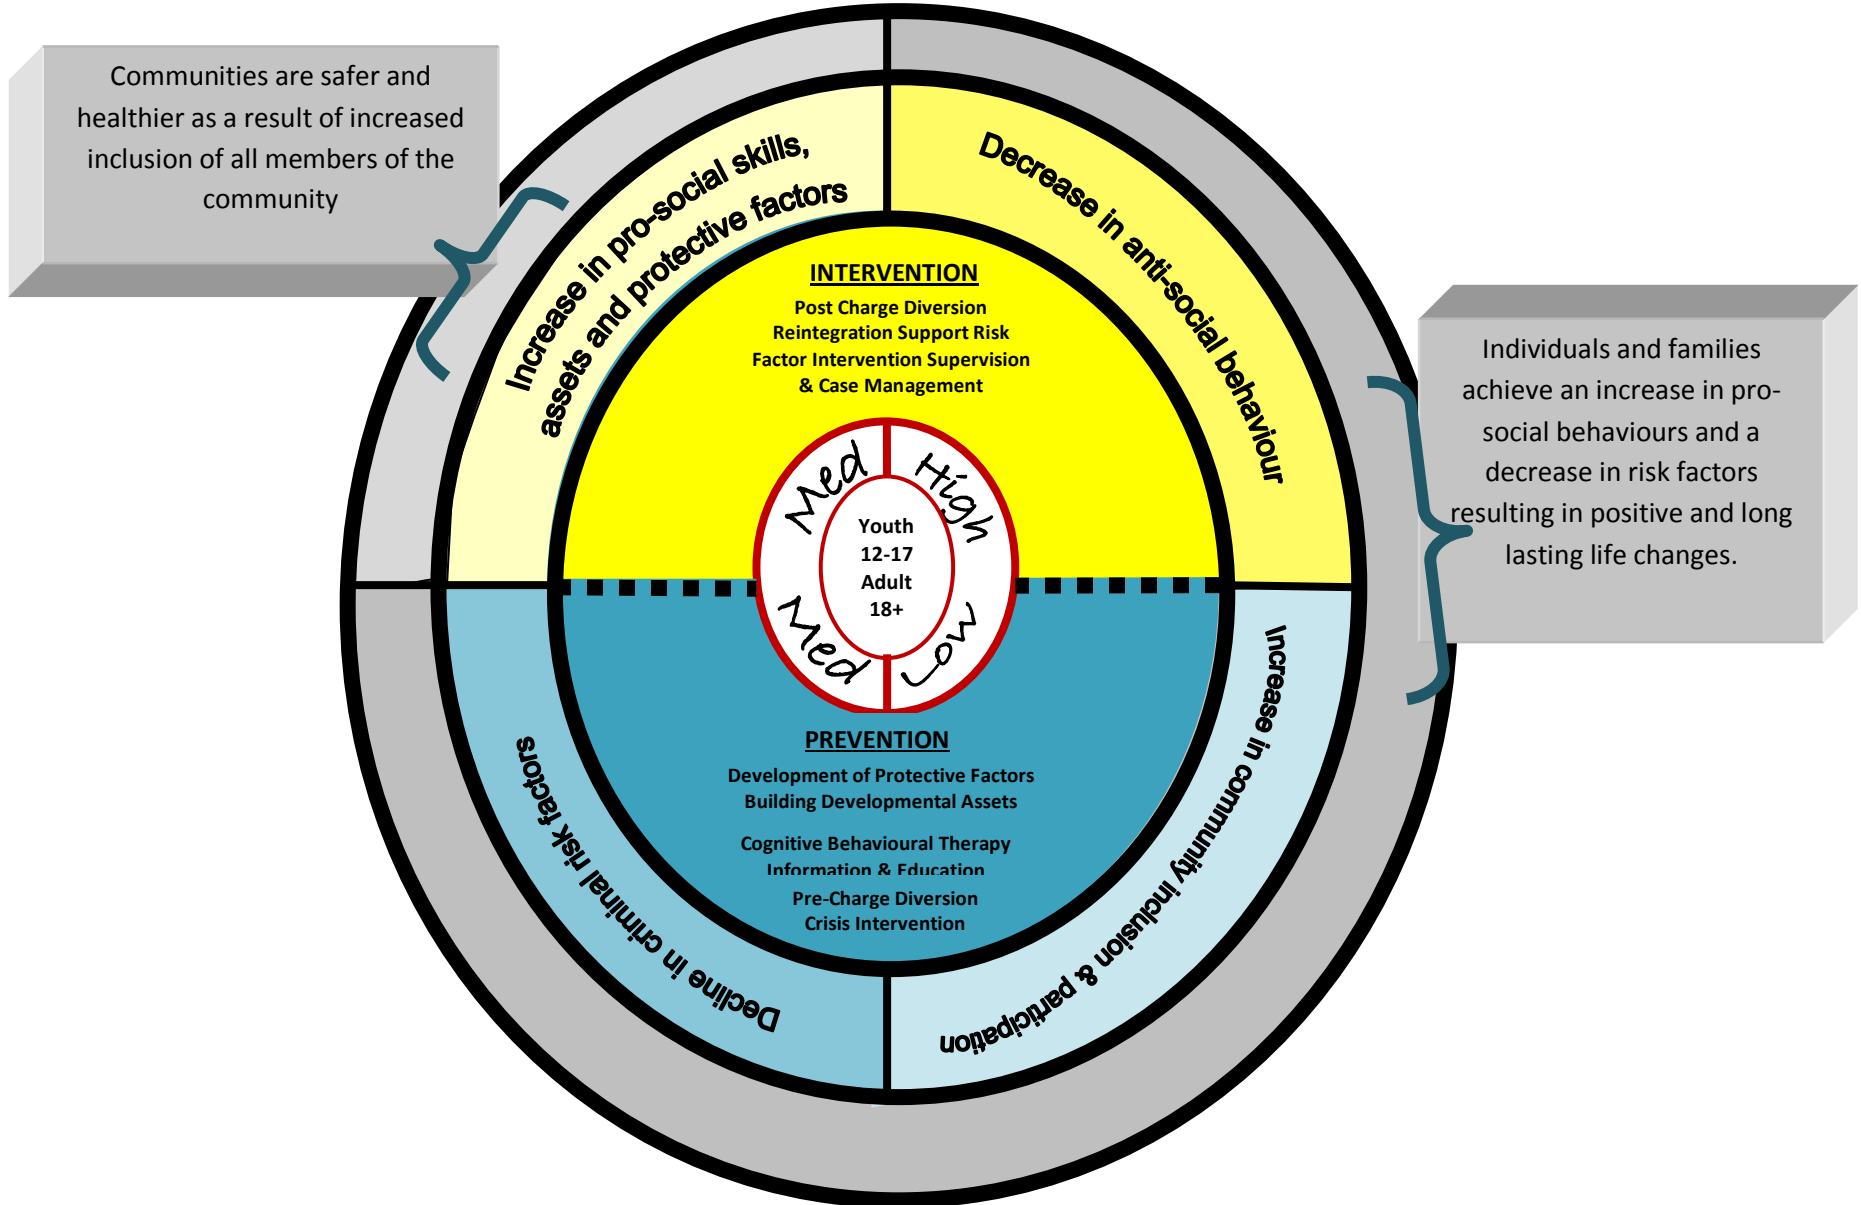 Communities are safer and
healthier as a result of increased
inclusion of all members of the
community
Increase in pro-social skills,
assets and protective factors
Decrease in anti-social behaviour
INTERVENTION
Post Charge Diversion
Reintegration Support Risk
Factor Intervention Supervision
& Case Management
Individuals and families
achieve an increase in pro-
social behaviours and a
decrease in risk factors
resulting in positive and long
lasting life changes.
Med
High
Youth
12-17
Adult
18+
Med
Low
PREVENTION
Development of Protective Factors
Building Developmental Assets
Cognitive Behavioural Therapy
Information & Education
Pre-Charge Diversion
Crisis Intervention
Decline in criminal risk factors
Increase in community inclusion & participation